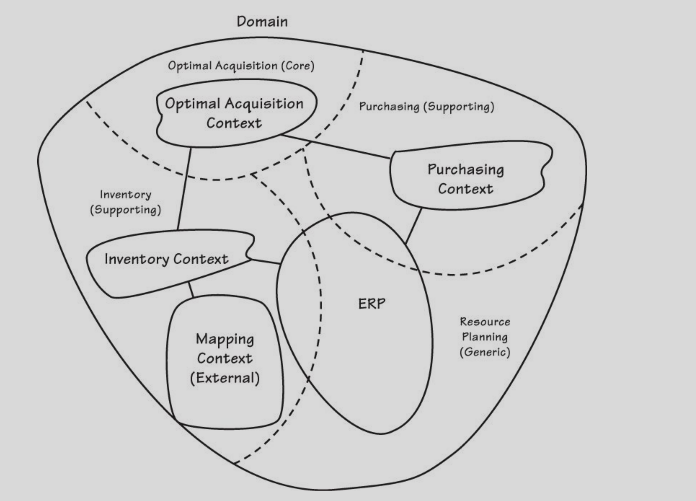 Domain
Optimal Acquisition (Core)
Optimal Acquisition
Context
Purchasing (Supporting)
Purchasing
Context
Inventory
(Supporting)
Inventory Context
ERP
Mapping
Context
(External)
Resource
Planning
(Generic)